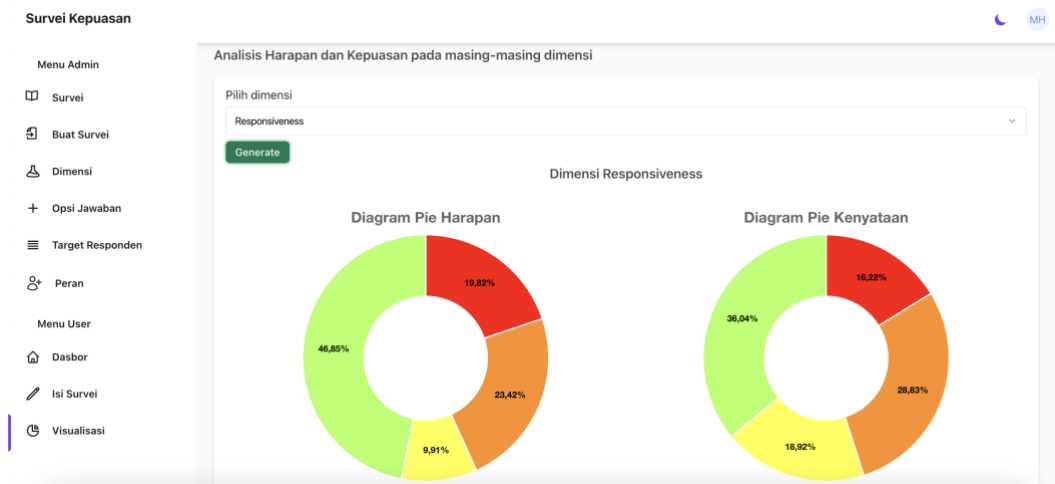 Survei Kepuasan
MH
Menu Admin
Survei
Buat Survei
Dimensi
Opsi Jawaban
Target Responden
Peran
Menu User
Dasbor
Isi Survei
Visualisasi
Analisis Harapan dan Kepuasan pada masing-masing dimensi
Pilih dimensi
Responsiveness
Generate
Dimensi Responsiveness
Diagram Pie Harapan
19,82%
46,85%
23,42%
9,91%
Diagram Pie Kenyataan
16,22%
36,04%
28,83%
18,92%